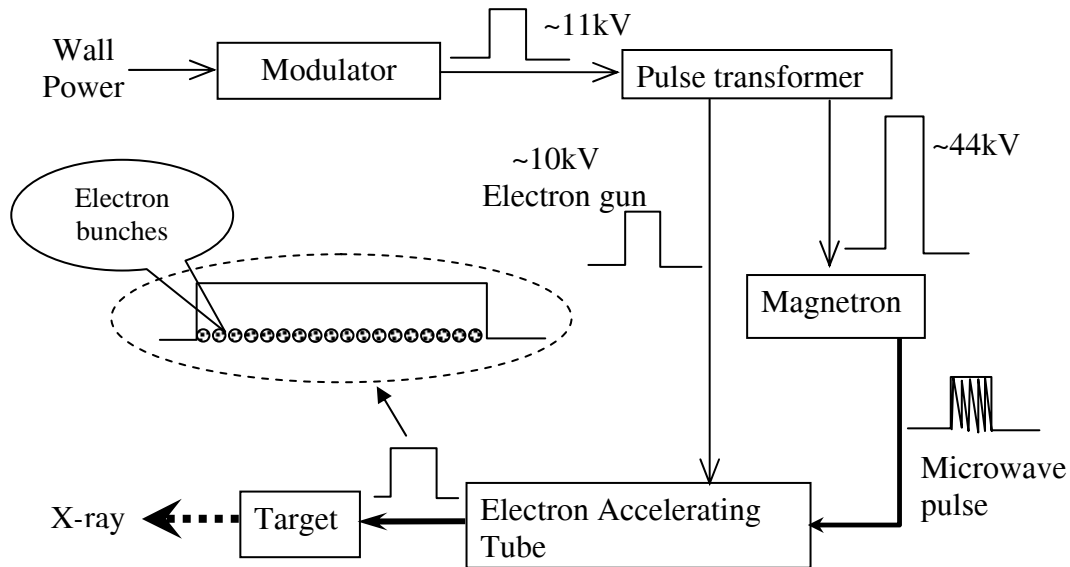 ~11kV
Wall
Power
Modulator
Pulse transformer
~10kV
Electron gun
~44kV
Electron
bunches
Magnetron
Microwave
pulse
X-ray
Target
Electron Accelerating
Tube